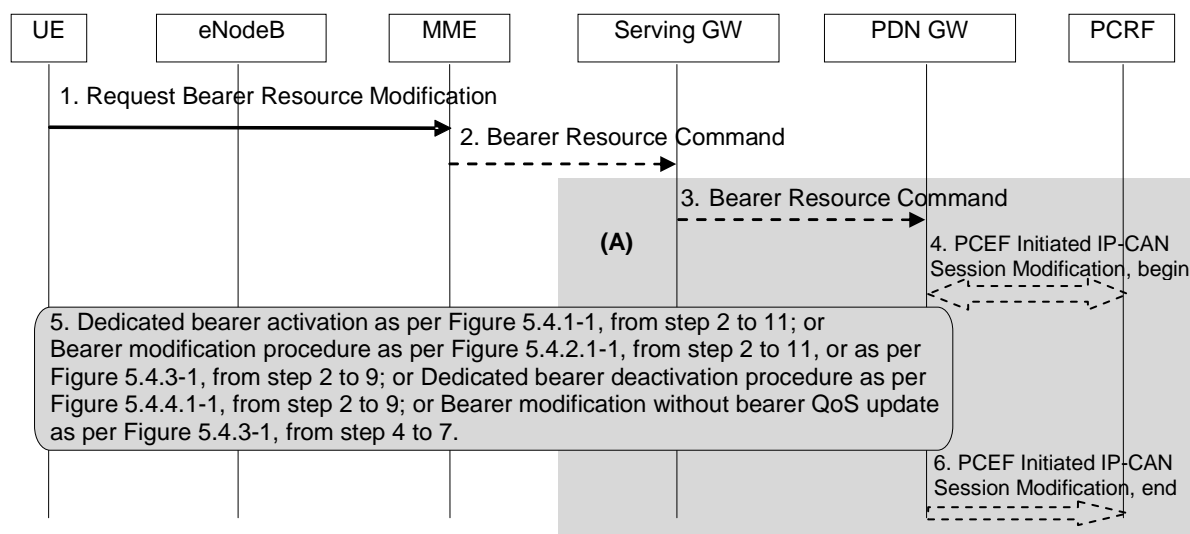 UE
eNodeB
MME
Serving GW
PDN GW
PCRF
1. Request Bearer Resource Modification
2. Bearer Resource Command
3. Bearer Resource Command
(A)
4. PCEF Initiated IP-CAN
Session Modification, begin
5. Dedicated bearer activation as per Figure 5.4.1-1, from step 2 to 11; or
Bearer modification procedure as per Figure 5.4.2.1-1, from step 2 to 11, or as per
Figure 5.4.3-1, from step 2 to 9; or Dedicated bearer deactivation procedure as per
Figure 5.4.4.1-1, from step 2 to 9; or Bearer modification without bearer QoS update
as per Figure 5.4.3-1, from step 4 to 7.
6. PCEF Initiated IP-CAN
Session Modification, end